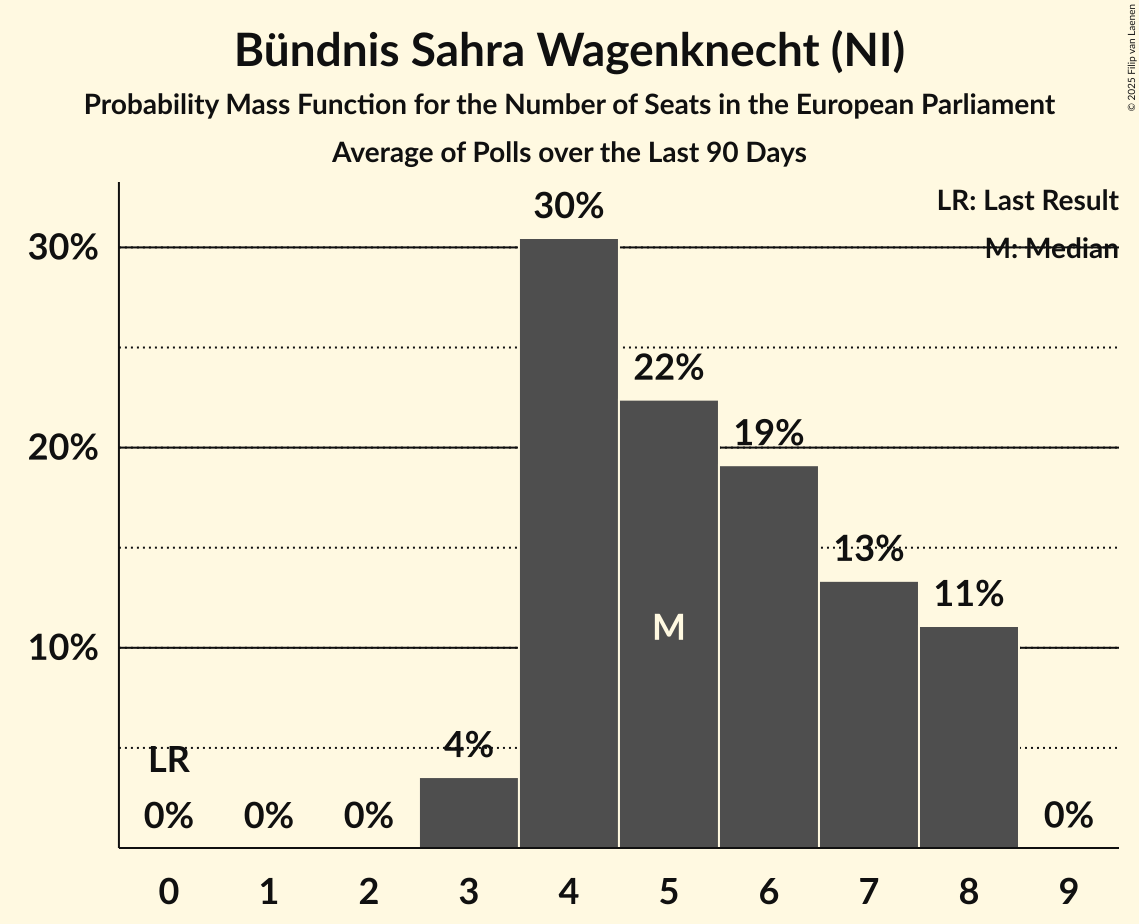 Bündnis Sahra Wagenknecht (NI)
Probability Mass Function for the Number of Seats in the European Parliament
Average of Polls over the Last 90 Days
© 2025 Filip van Laenen
LR: Last Result
M: Median
30%
20%
10%
LR
0%
0%
0%
4%
30%
22%
M
19%
13%
11%
0%
0 1 2 3 4 5 6 7 8 9